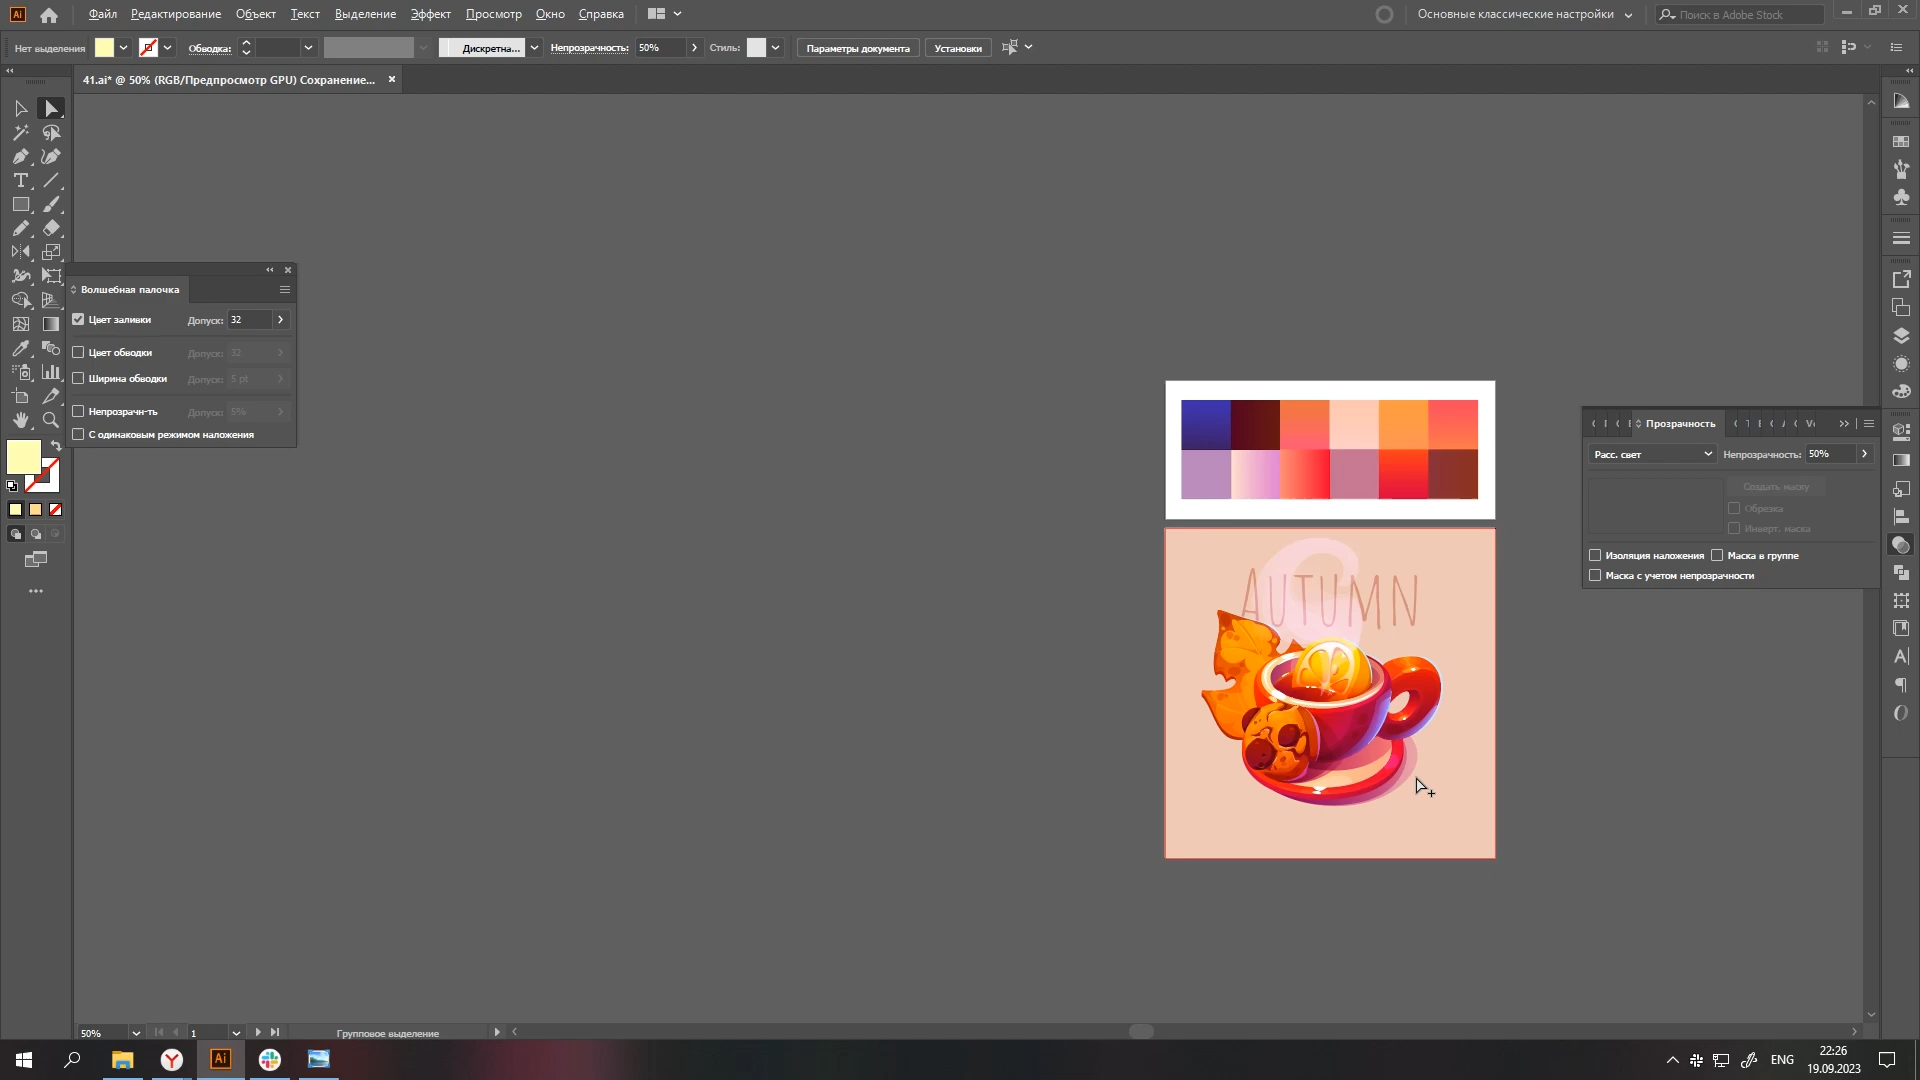 Ai Файл Редактирование Объект Текст Выделение Эффект Просмотр Окно Справка Основные классические настройки Поиск в Adobe Stock
Нет выделения Обводка: Дискретна... Непрозрачность: 50% Стиль: Параметры документа Установки
41.ai* @ 50% (RGB/Предпросмотр GPU) Сохранение...
Волшебная палочка
Цвет заливки Допуск: 32
Цвет обводки Допуск: 32
Ширина обводки Допуск: 5 pt
Непрозрачн-ть Допуск: 5%
С одинаковым режимом наложения
AUTUMN
Прозрачность
Расс. свет Непрозрачность: 50%
Создать маску
Обрезка
Инверт. маска
Изоляция наложения Маска в группе
Маска с учетом непрозрачности
50% 1 Групповое выделение
Ai ENG 22:26
19.09.2023